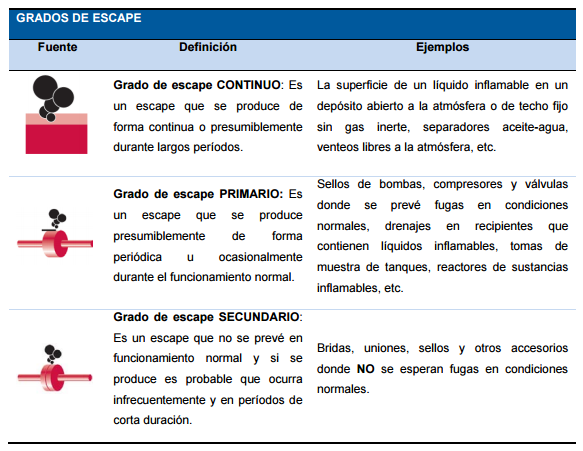 GRADOS DE ESCAPE
Fuente Definición Ejemplos
Grado de escape CONTINUO: Es
un escape que se produce de
forma continua o presumiblemente
durante largos períodos.
La superficie de un líquido inflamable en un
depósito abierto a la atmósfera o de techo fijo
sin gas inerte, separadores aceite-agua,
venteos libres a la atmósfera, etc.
Grado de escape PRIMARIO: Es
un escape que se produce
presumiblemente de forma
periódica u ocasionalmente
durante el funcionamiento normal.
Sellos de bombas, compresores y válvulas
donde se prevé fugas en condiciones
normales, drenajes en recipientes que
contienen líquidos inflamables, tomas de
muestra de tanques, reactores de sustancias
inflamables, etc.
Grado de escape SECUNDARIO:
Es un escape que no se prevé en
funcionamiento normal y si se
produce es probable que ocurra
infrecuentemente y en períodos de
corta duración.
Bridas, uniones, sellos y otros accesorios
donde NO se esperan fugas en condiciones
normales.